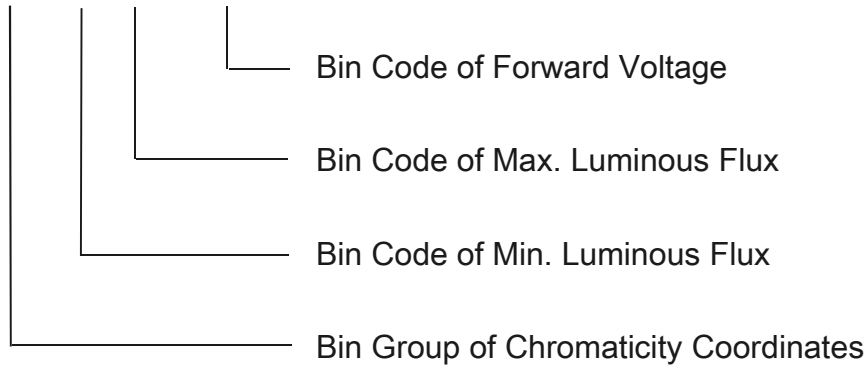 Bin Code of Forward Voltage
Bin Code of Max. Luminous Flux
Bin Code of Min. Luminous Flux
Bin Group of Chromaticity Coordinates